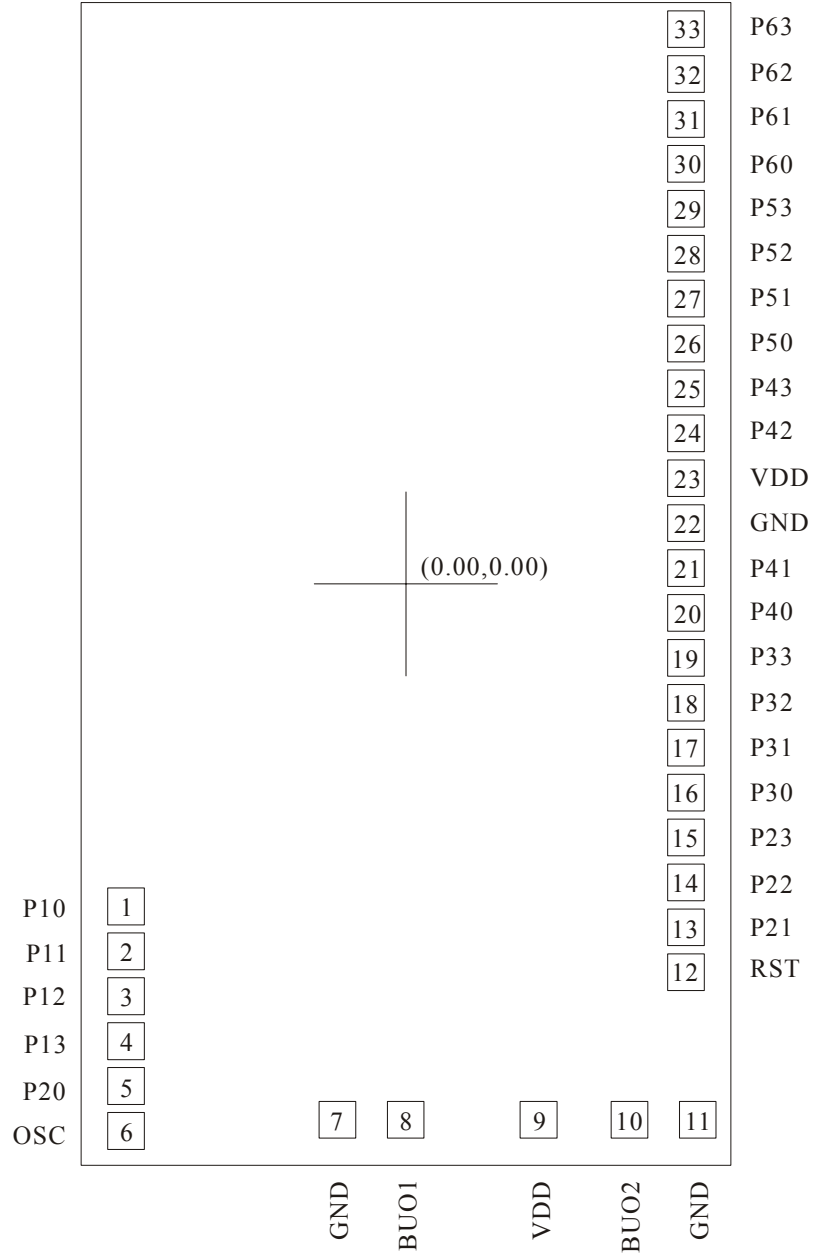 33 P63
32 P62
31 P61
30 P60
29 P53
28 P52
27 P51
26 P50
25 P43
24 P42
23 VDD
22 GND
(0.00,0.00)
21 P41
20 P40
19 P33
18 P32
17 P31
16 P30
15 P23
14 P22
P10 1
13 P21
P11 2
12 RST
P12 3
P13 4
P20 5
OSC 6
7 8 9 10 11
GND BUO1 VDD BUO2 GND